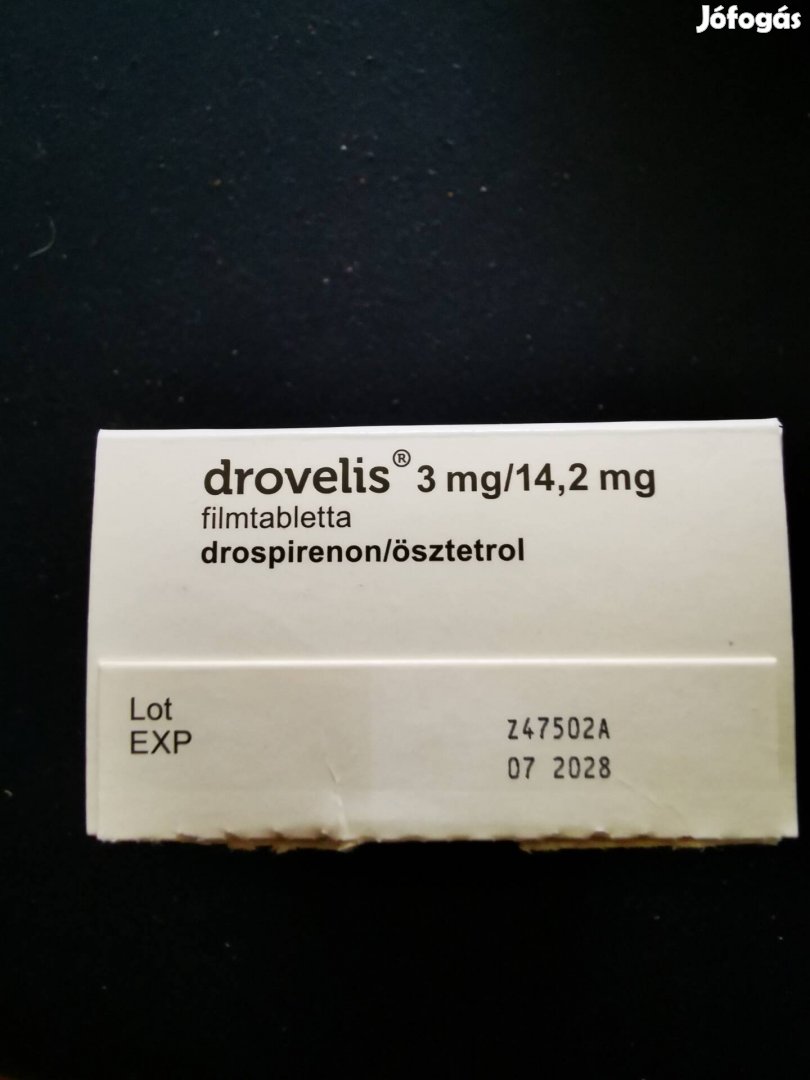 Jófogás
drovelis® 3 mg/14,2 mg
filmtabletta
drospirenon/ösztetrol
Lot
EXP
Z47502A
07 2028